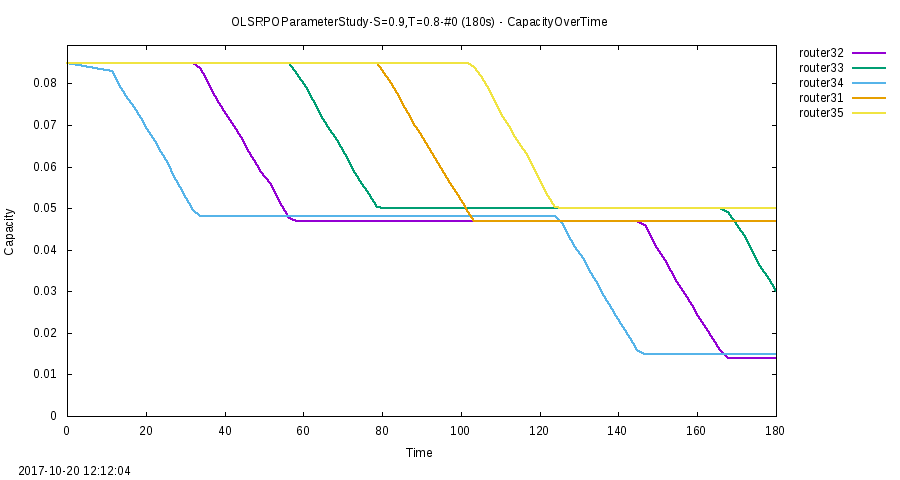 OLSRPOParameterStudy-S=0.9,T=0.8-#0 (180s) - CapacityOverTime
router32
router33
router34
router31
router35
0.08
0.07
0.06
0.05
0.04
0.03
0.02
0.01
0
Capacity
0 20 40 60 80 100 120 140 160 180
Time
2017-10-20 12:12:04